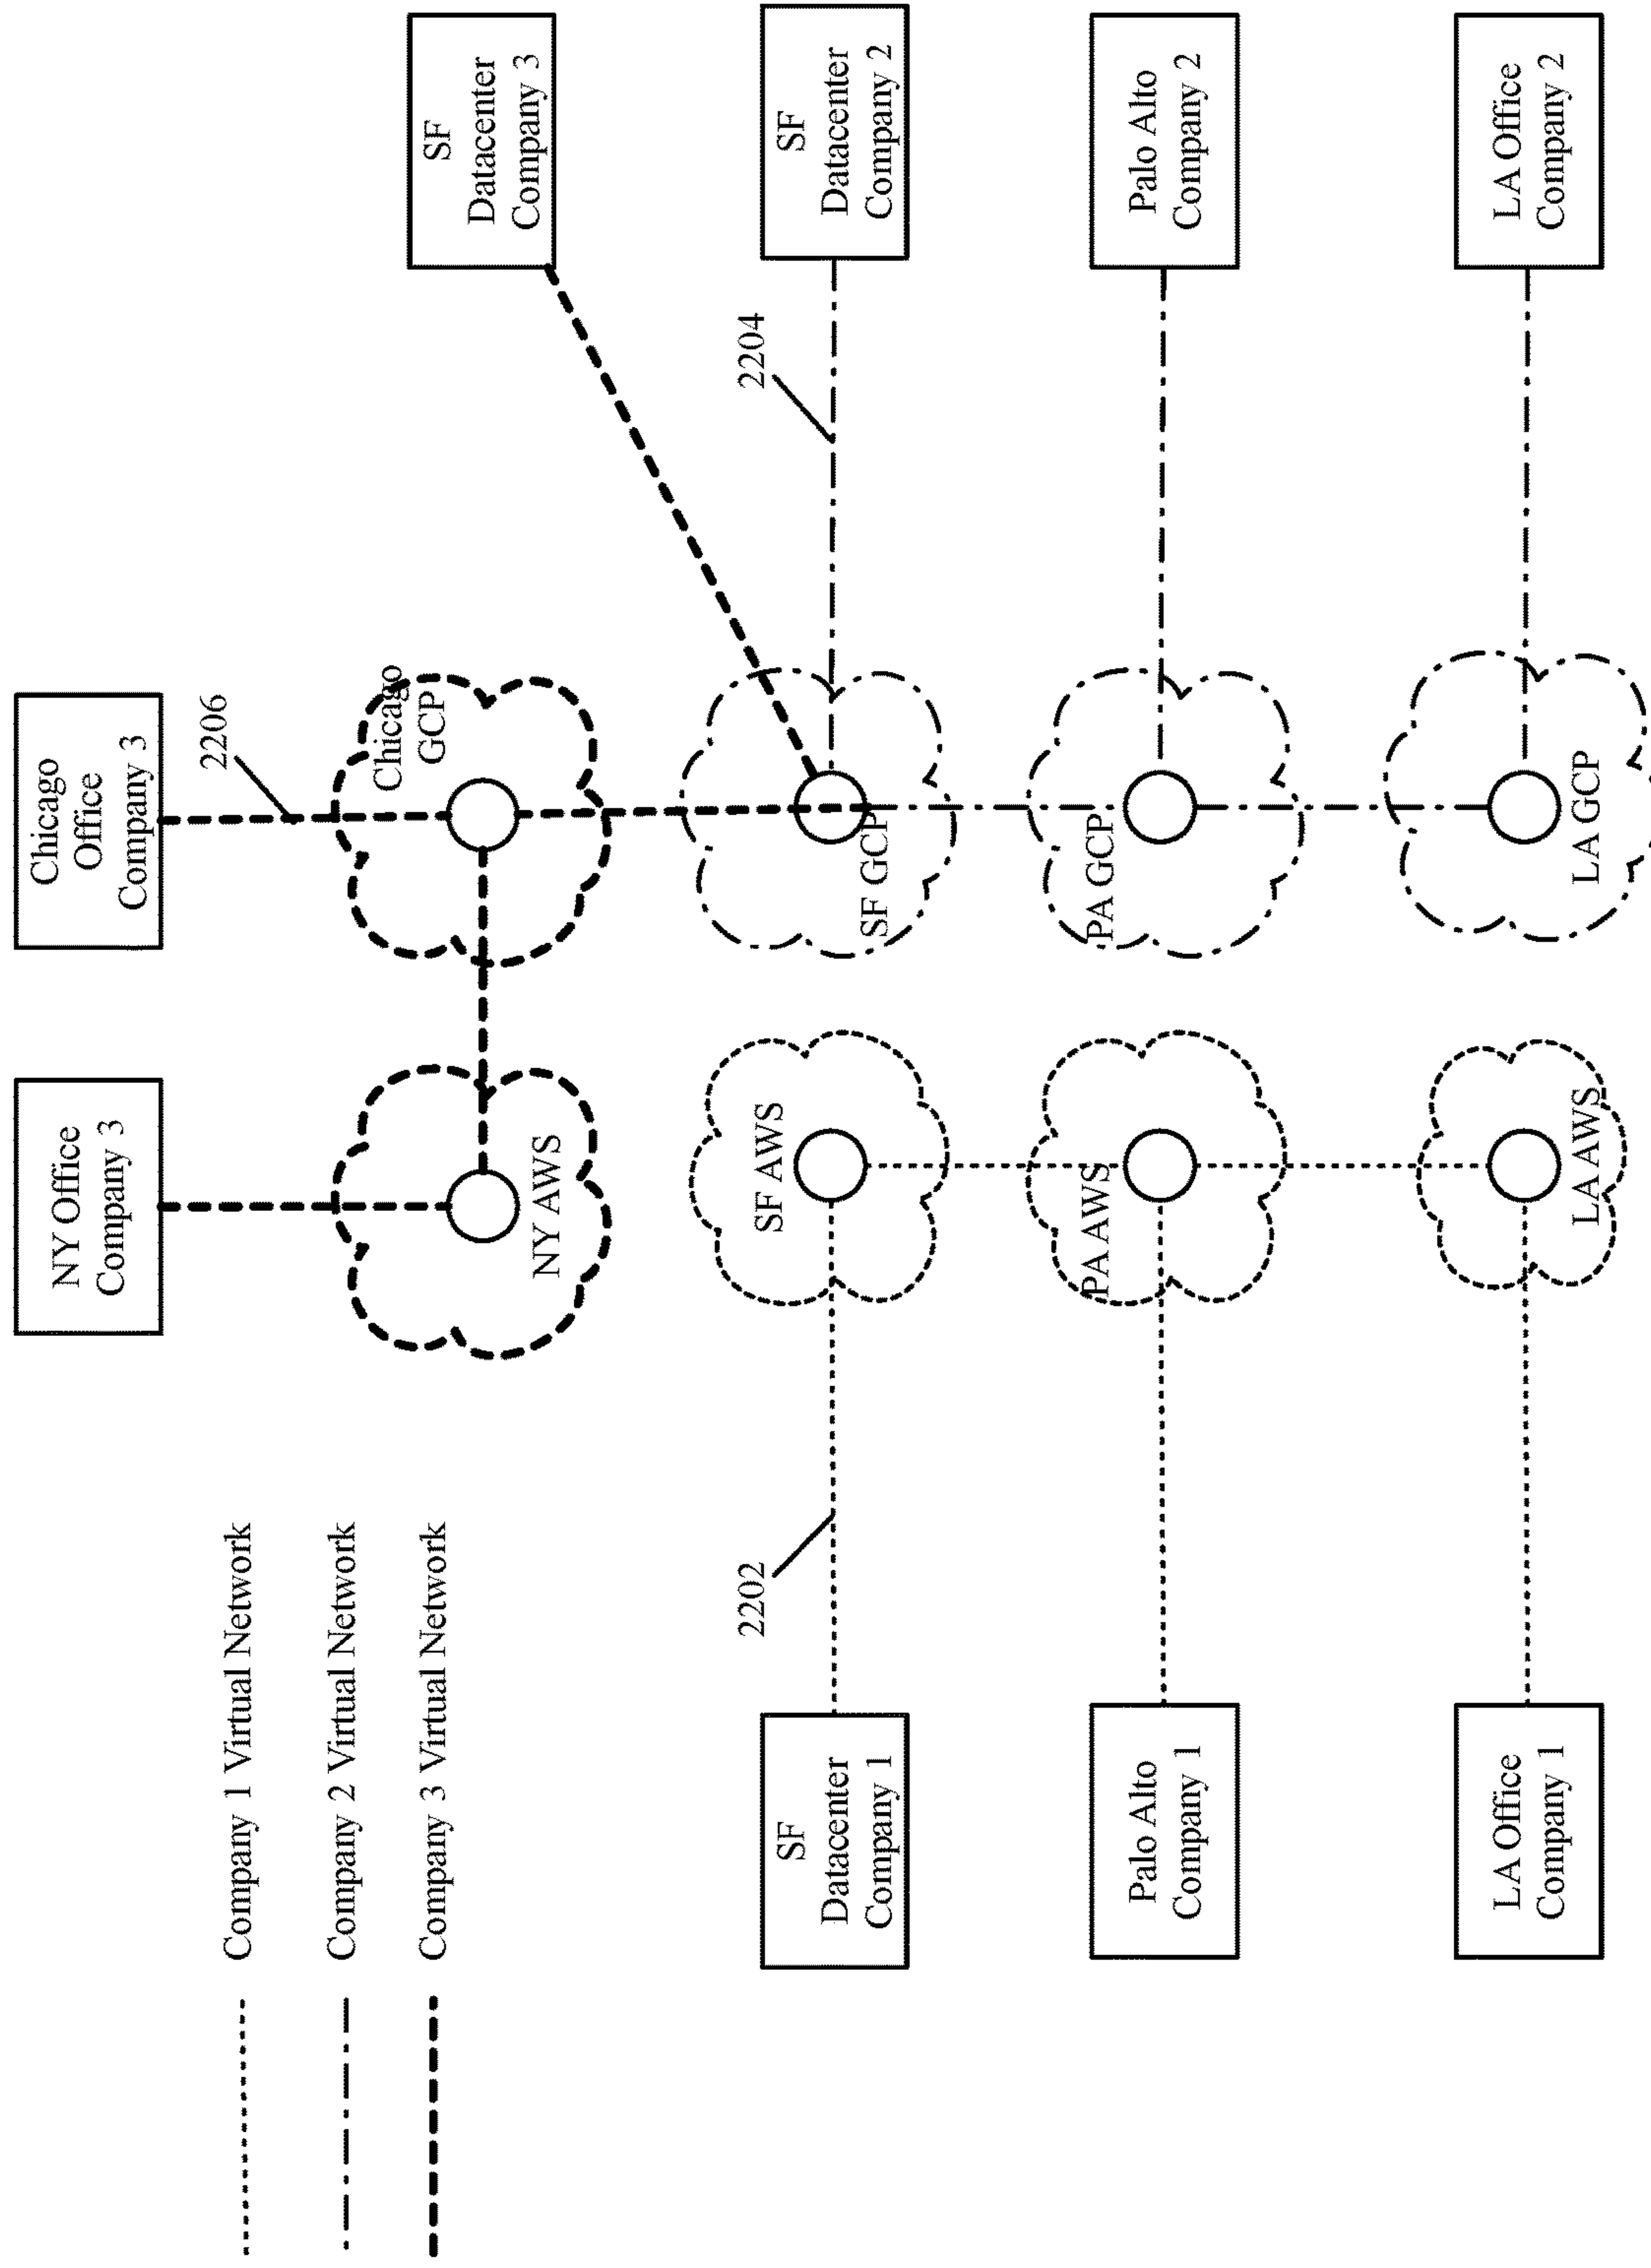 Company 1 Virtual Network
Company 2 Virtual Network
Company 3 Virtual Network
NY Office
Company 3
Chicago
Office
Company 3
2206
Chicago
GCP
NY AWS
SF
Datacenter
Company 3
SF
Datacenter
Company 1
2202
SF AWS
SF GCP
2204
SF
Datacenter
Company 2
Palo Alto
Company 1
PA AWS
PA GCP
Palo Alto
Company 2
LA Office
Company 1
LA AWS
LA GCP
LA Office
Company 2